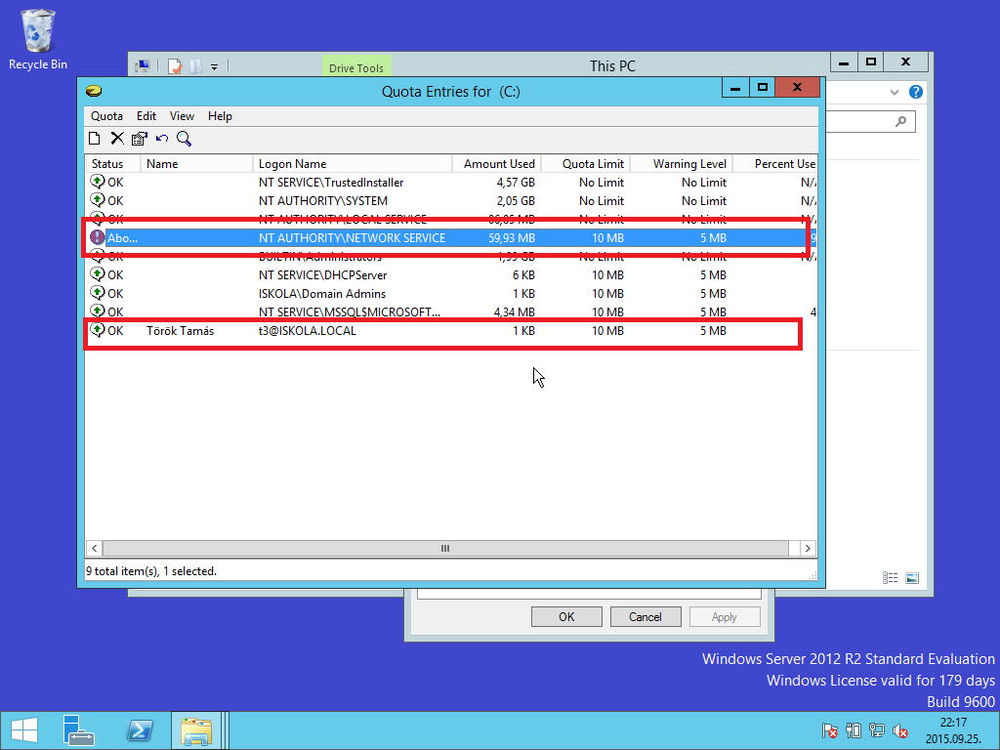 Recycle Bin
Drive Tools
This PC
Quota Entries for (C:)
Quota Edit View Help
Status Name Logon Name Amount Used Quota Limit Warning Level Percent Use
OK NT SERVICE\TrustedInstaller 4,57 GB No Limit No Limit N/
OK NT AUTHORITY\SYSTEM 2,05 GB No Limit No Limit N/
OK NT AUTHORITY\LOCAL SERVICE MB No Limit No Limit N/
Abo... NT AUTHORITY\NETWORK SERVICE 59,93 MB 10 MB 5 MB 9
OK BUILTIN\Administrators 1,99 GB No Limit No Limit N/
OK NT SERVICE\DHCPServer 6 KB 10 MB 5 MB
OK ISKOLA\Domain Admins 1 KB 10 MB 5 MB
OK NT SERVICE\MSSQL$MICROSOFT... 4,34 MB 10 MB 5 MB 4
OK Török Tamás t3@ISKOLA.LOCAL 1 KB 10 MB 5 MB
9 total item(s), 1 selected.
OK Cancel Apply
Windows Server 2012 R2 Standard Evaluation
Windows License valid for 179 days
Build 9600
22:17
2015.09.25.